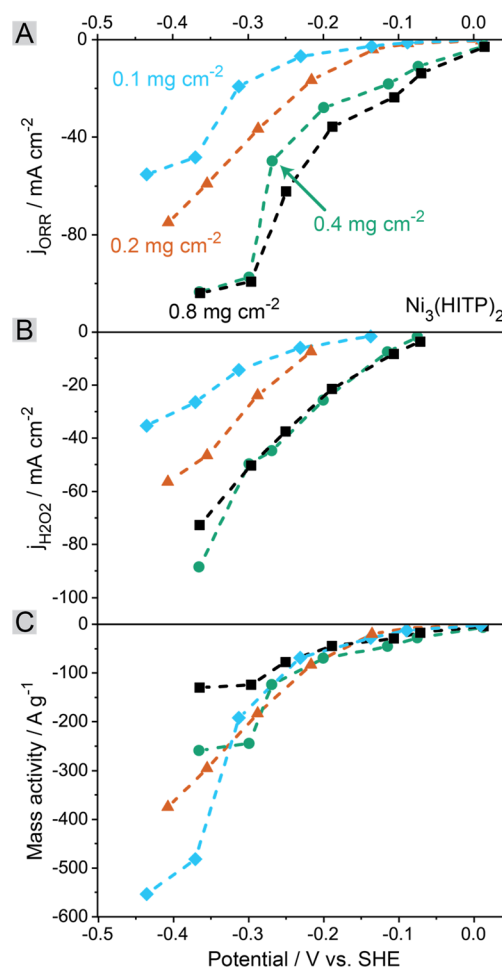 -0.5 -0.4 -0.3 -0.2 -0.1 0.0
A
0
-40
-80
j_ORR / mA cm⁻²
0.1 mg cm⁻²
0.2 mg cm⁻²
0.4 mg cm⁻²
0.8 mg cm⁻²
Ni₃(HITP)₂
B
0
-20
-40
-60
-80
-100
j_H2O2 / mA cm⁻²
C
0
-100
-200
-300
-400
-500
-600
Mass activity / A g⁻¹
-0.5 -0.4 -0.3 -0.2 -0.1 0.0
Potential / V vs. SHE